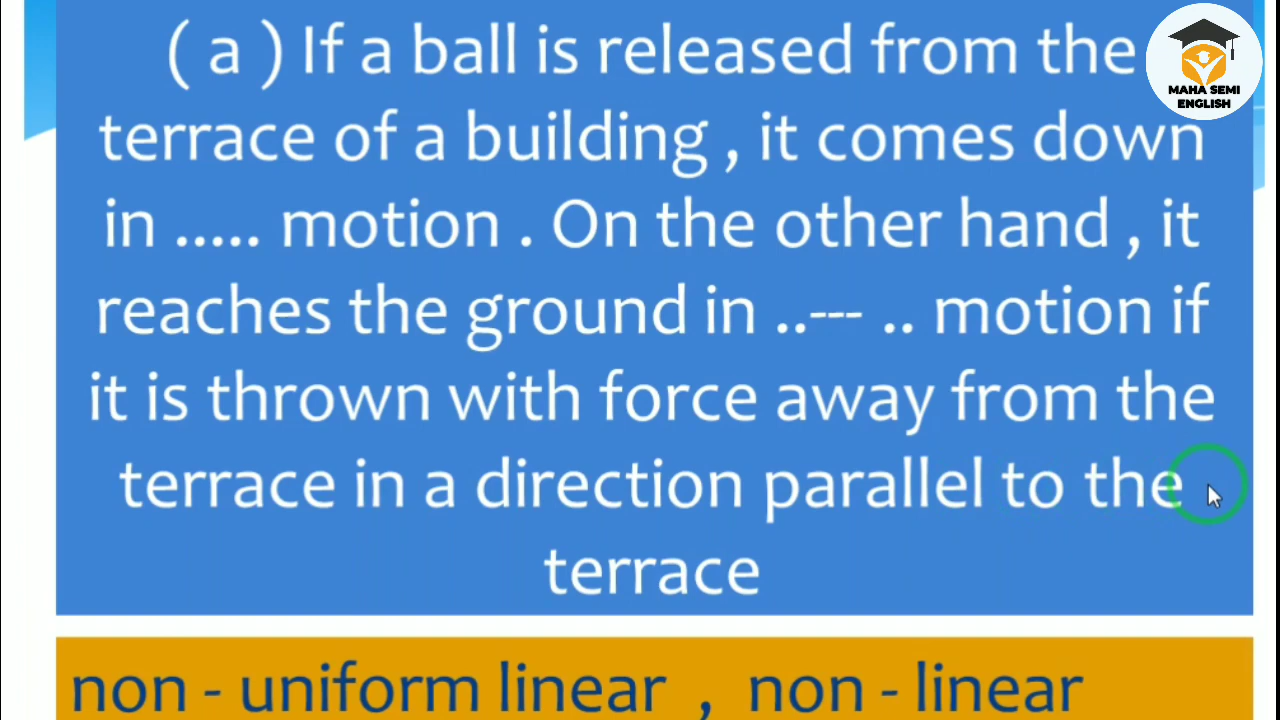 ( a ) If a ball is released from the
terrace of a building , it comes down
in ..... motion . On the other hand , it
reaches the ground in ..--- .. motion if
it is thrown with force away from the
terrace in a direction parallel to the
terrace
non - uniform linear , non - linear
MAHA SEMI
ENGLISH